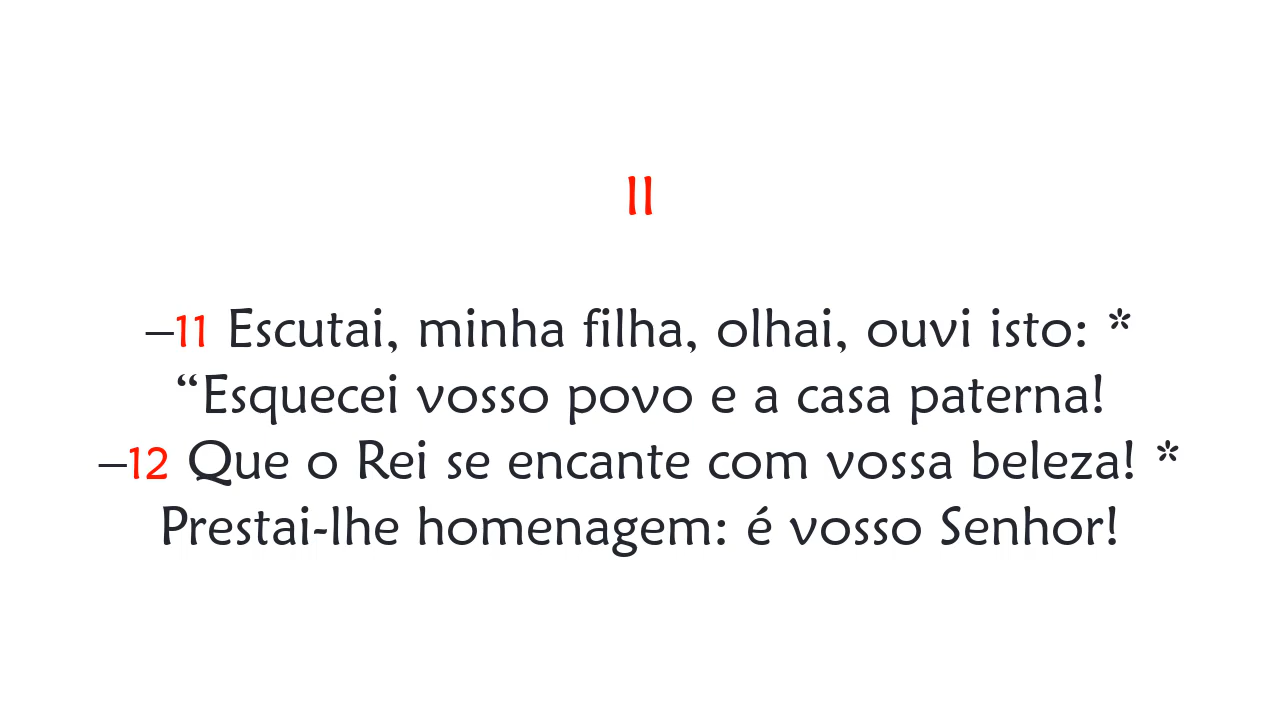 II
–11 Escutai, minha filha, olhai, ouvi isto: *
“Esquecei vosso povo e a casa paterna!
–12 Que o Rei se encante com vossa beleza! *
Prestai-lhe homenagem: é vosso Senhor!